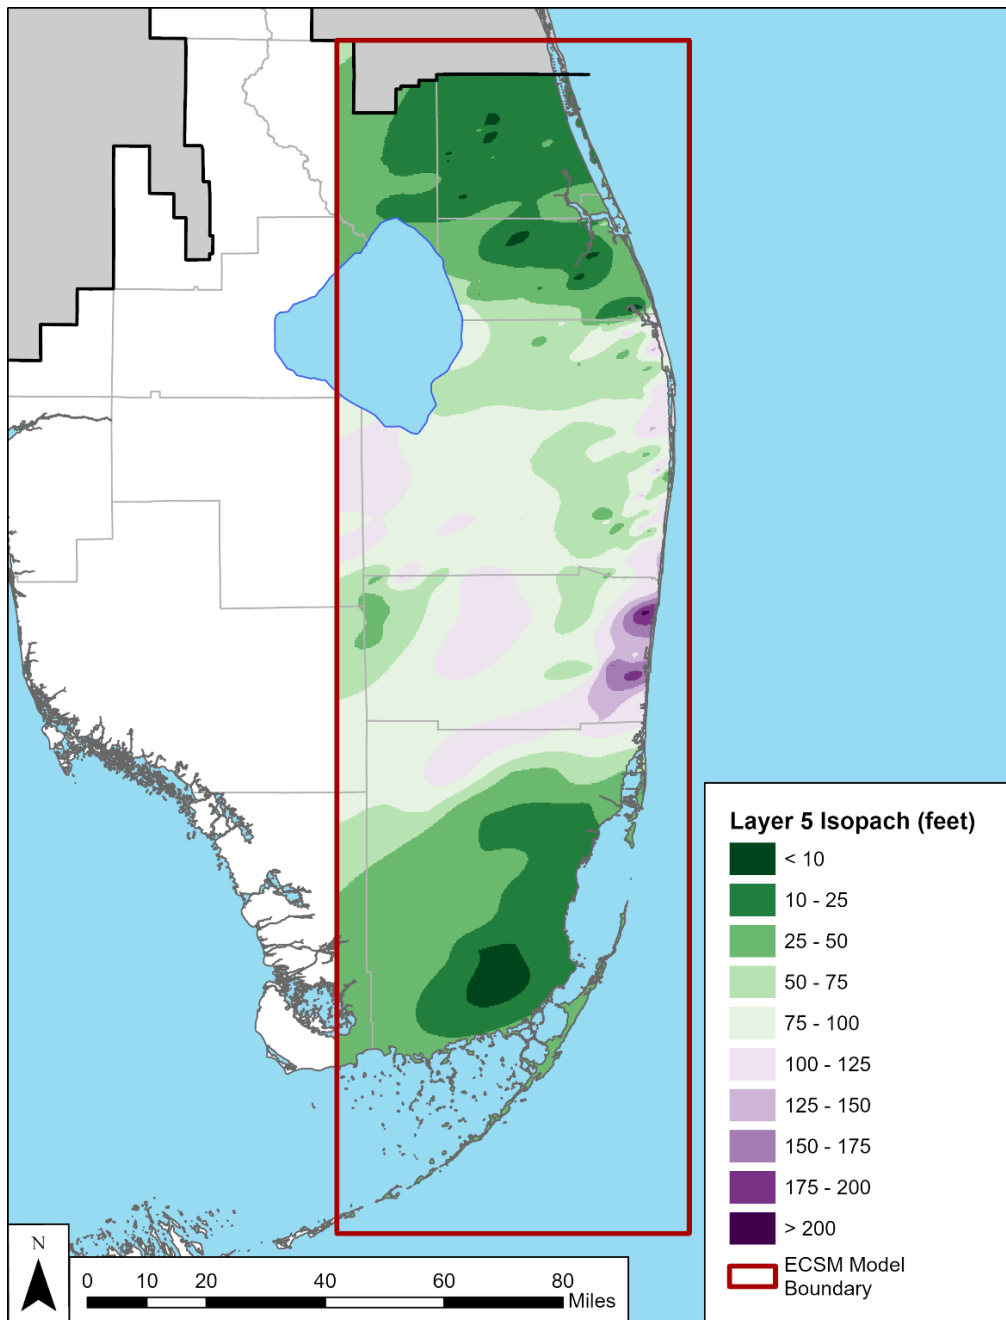 Layer 5 Isopach (feet)
< 10
10 - 25
25 - 50
50 - 75
75 - 100
100 - 125
125 - 150
150 - 175
175 - 200
> 200
ECSM Model
Boundary
N
0 10 20 40 60 80
Miles